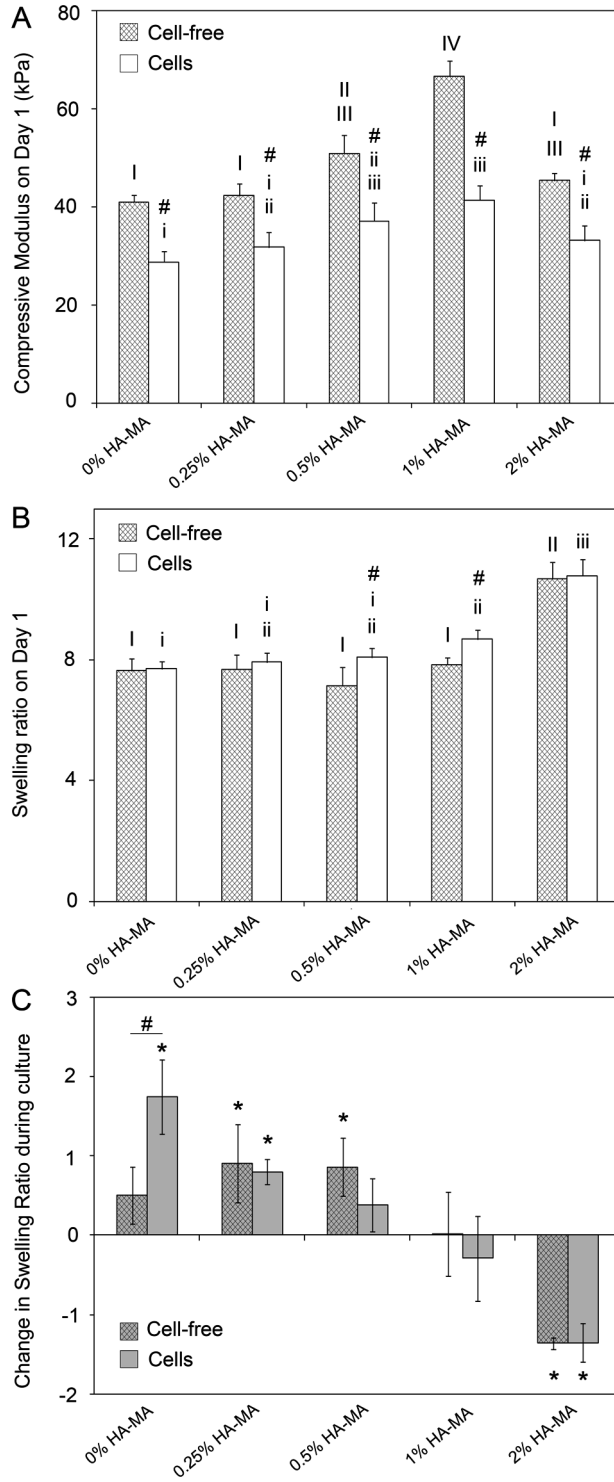 A
Compressive Modulus on Day 1 (kPa)
80
60
40
20
0
Cell-free
Cells
I
#
i
I
#
i
ii
II
III
#
ii
iii
IV
#
iii
I
III
#
i
ii
0% HA-MA
0.25% HA-MA
0.5% HA-MA
1% HA-MA
2% HA-MA
B
Swelling ratio on Day 1
12
8
4
0
Cell-free
Cells
I
i
I
i
ii
I
#
i
ii
I
#
ii
II
iii
0% HA-MA
0.25% HA-MA
0.5% HA-MA
1% HA-MA
2% HA-MA
C
Change in Swelling Ratio during culture
3
2
1
0
-1
-2
#
*
*
*
*
*
*
Cell-free
Cells
0% HA-MA
0.25% HA-MA
0.5% HA-MA
1% HA-MA
2% HA-MA